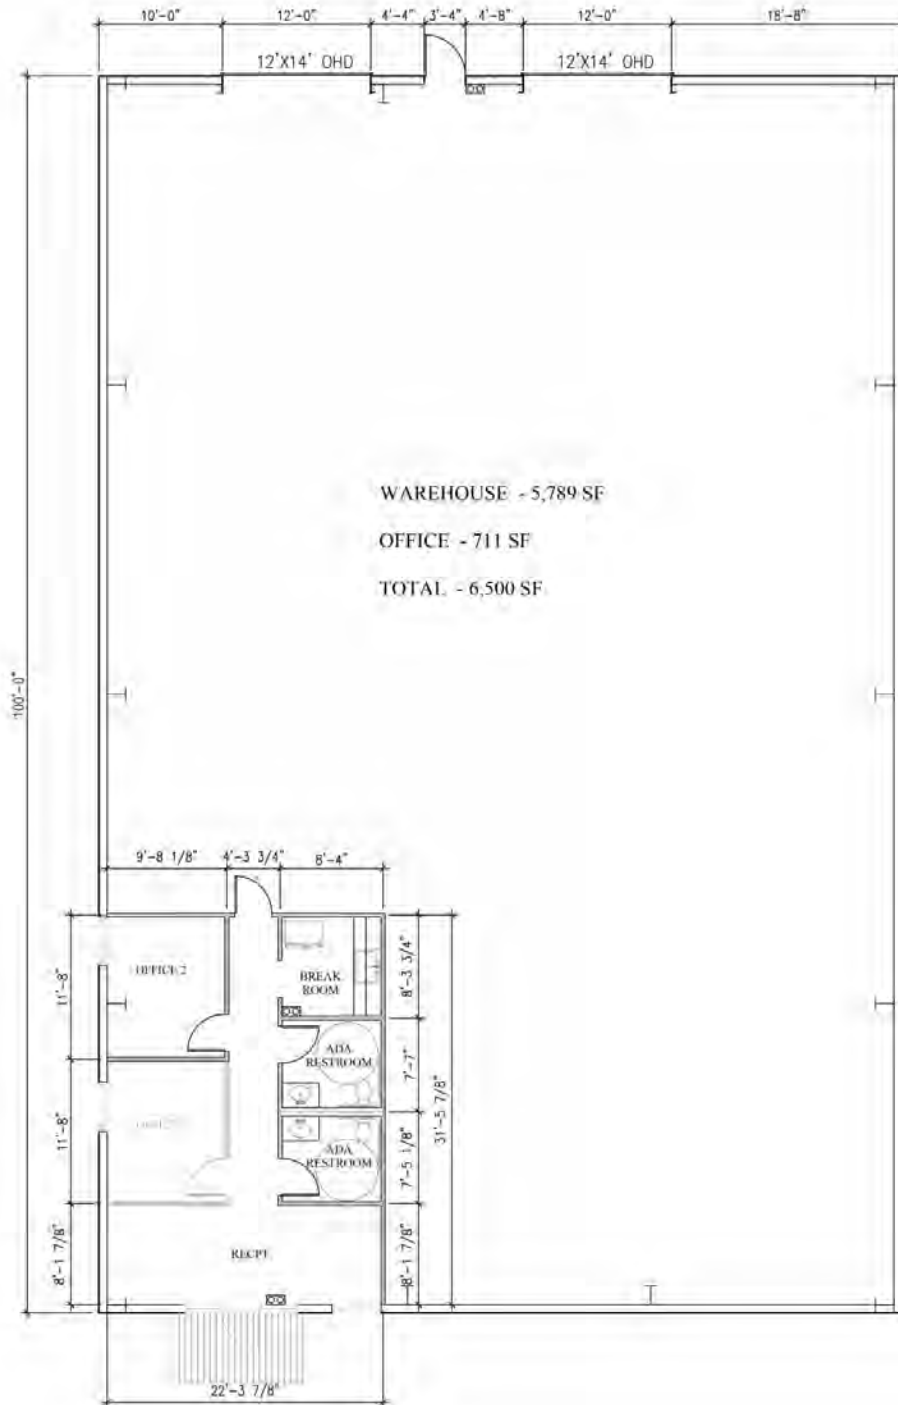 10'-0" 12'-0" 4'-4" 3'-4" 4'-8" 12'-0" 18'-8"
12'X14' OHD 12'X14' OHD
WAREHOUSE - 5,789 SF
OFFICE - 711 SF
TOTAL - 6,500 SF
100'-0"
9'-8 1/8" 4'-3 3/4" 8'-4"
11'-8"
OFFICE 2
BREAK
ROOM
8'-3 3/4"
ADA
RESTROOM
7'-7"
31'-5 7/8"
11'-8"
ADA
RESTROOM
7'-5 1/8"
8'-1 7/8"
RECPT
8'-1 7/8"
22'-3 7/8"